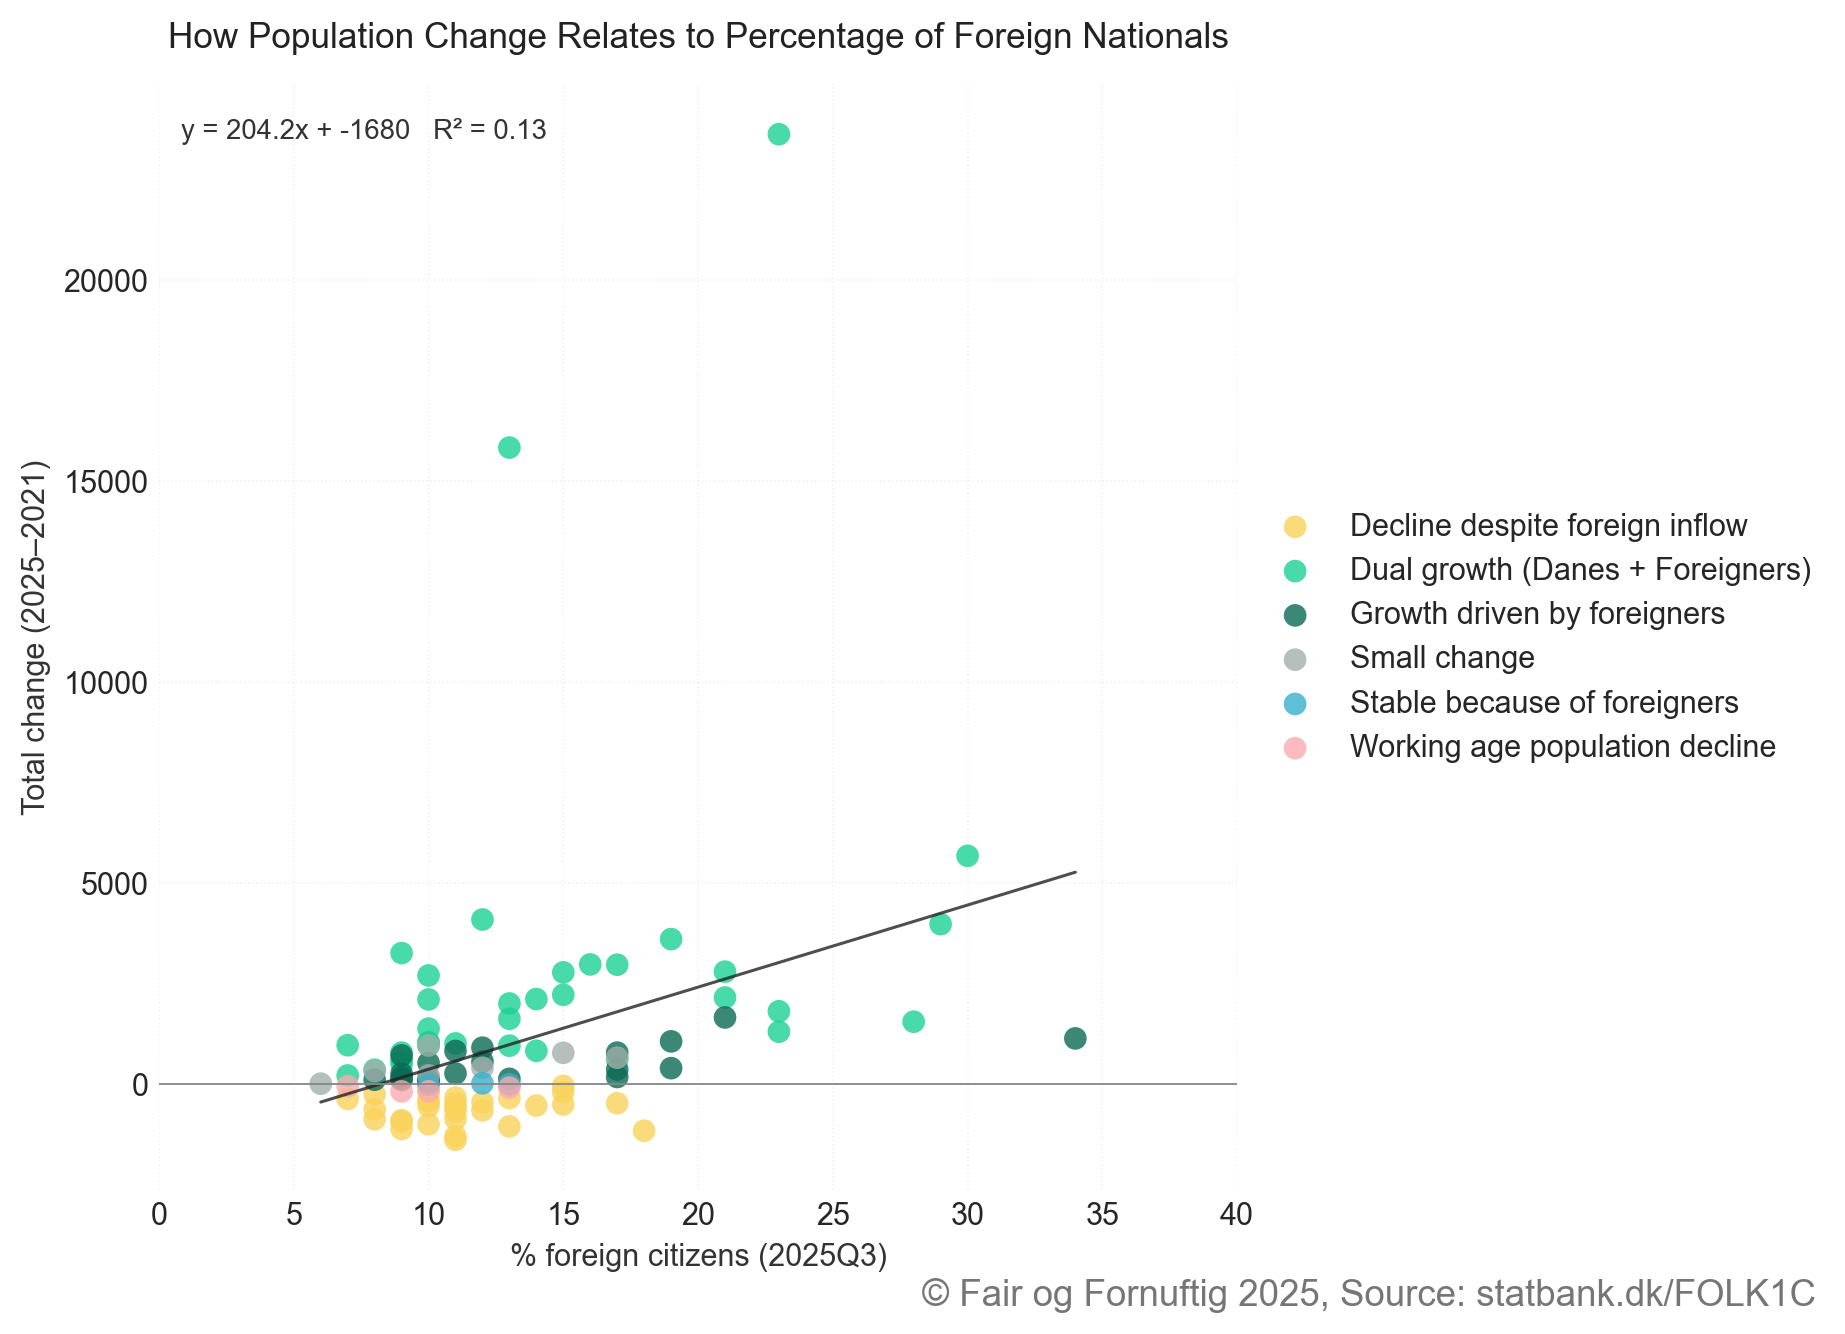 How Population Change Relates to Percentage of Foreign Nationals
y = 204.2x + -1680   R² = 0.13
20000
15000
10000
5000
0
Total change (2025–2021)
0 5 10 15 20 25 30 35 40
% foreign citizens (2025Q3)
Decline despite foreign inflow
Dual growth (Danes + Foreigners)
Growth driven by foreigners
Small change
Stable because of foreigners
Working age population decline
© Fair og Fornuftig 2025, Source: statbank.dk/FOLK1C